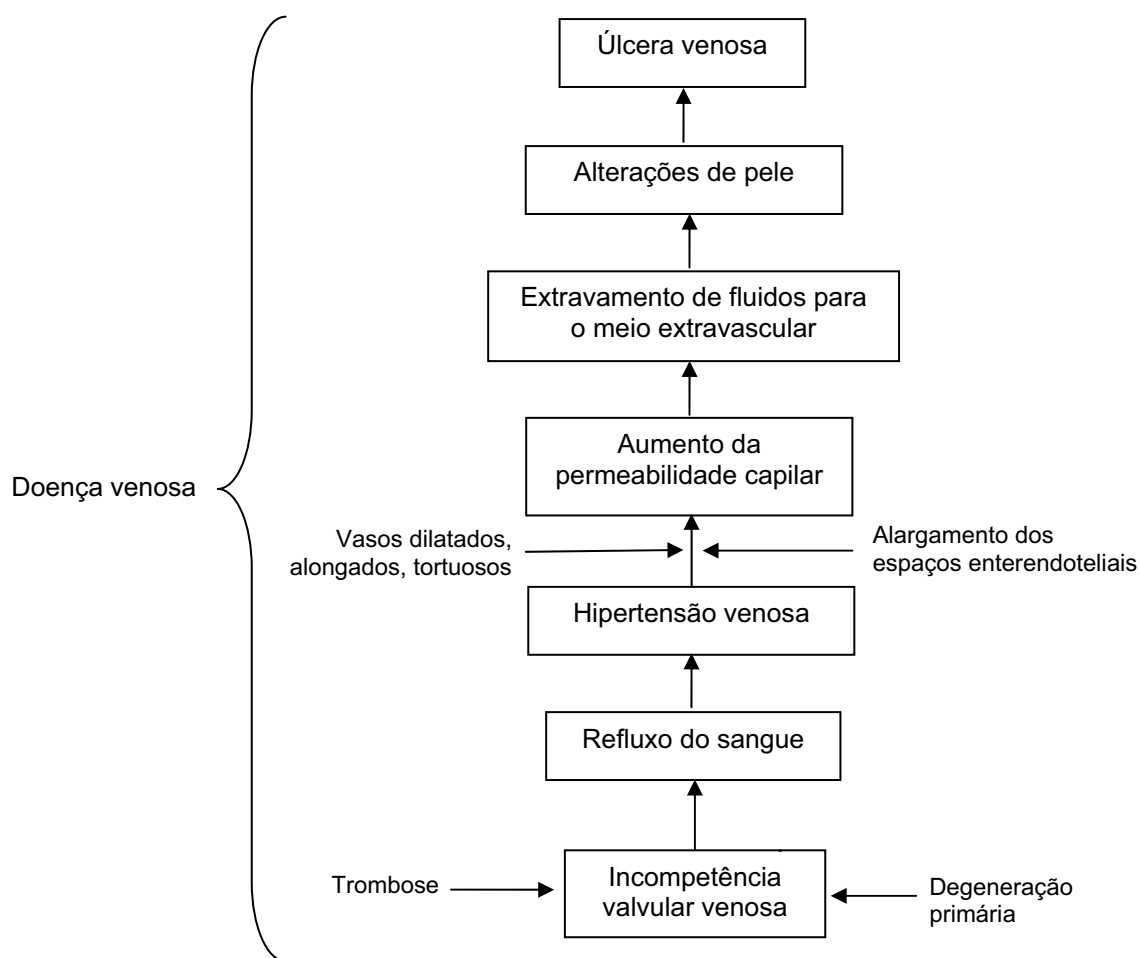 Úlcera venosa
Alterações de pele
Extravamento de fluidos para
o meio extravascular
Aumento da
permeabilidade capilar
Doença venosa
Vasos dilatados,
alongados, tortuosos
Alargamento dos
espaços enterendoteliais
Hipertensão venosa
Refluxo do sangue
Trombose
Incompetência
valvular venosa
Degeneração
primária